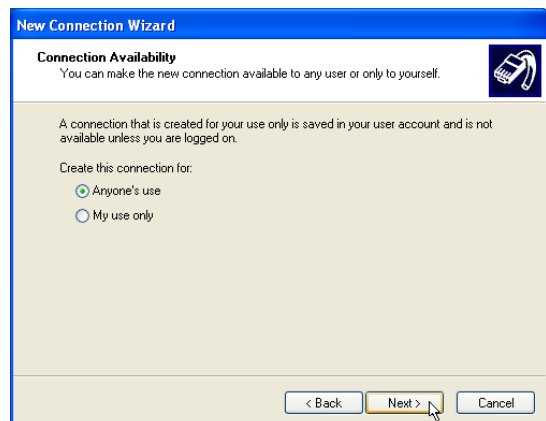 New Connection Wizard
Connection Availability
You can make the new connection available to any user or only to yourself.
A connection that is created for your use only is saved in your user account and is not
available unless you are logged on.
Create this connection for:
Anyone's use
My use only
< Back Next > Cancel